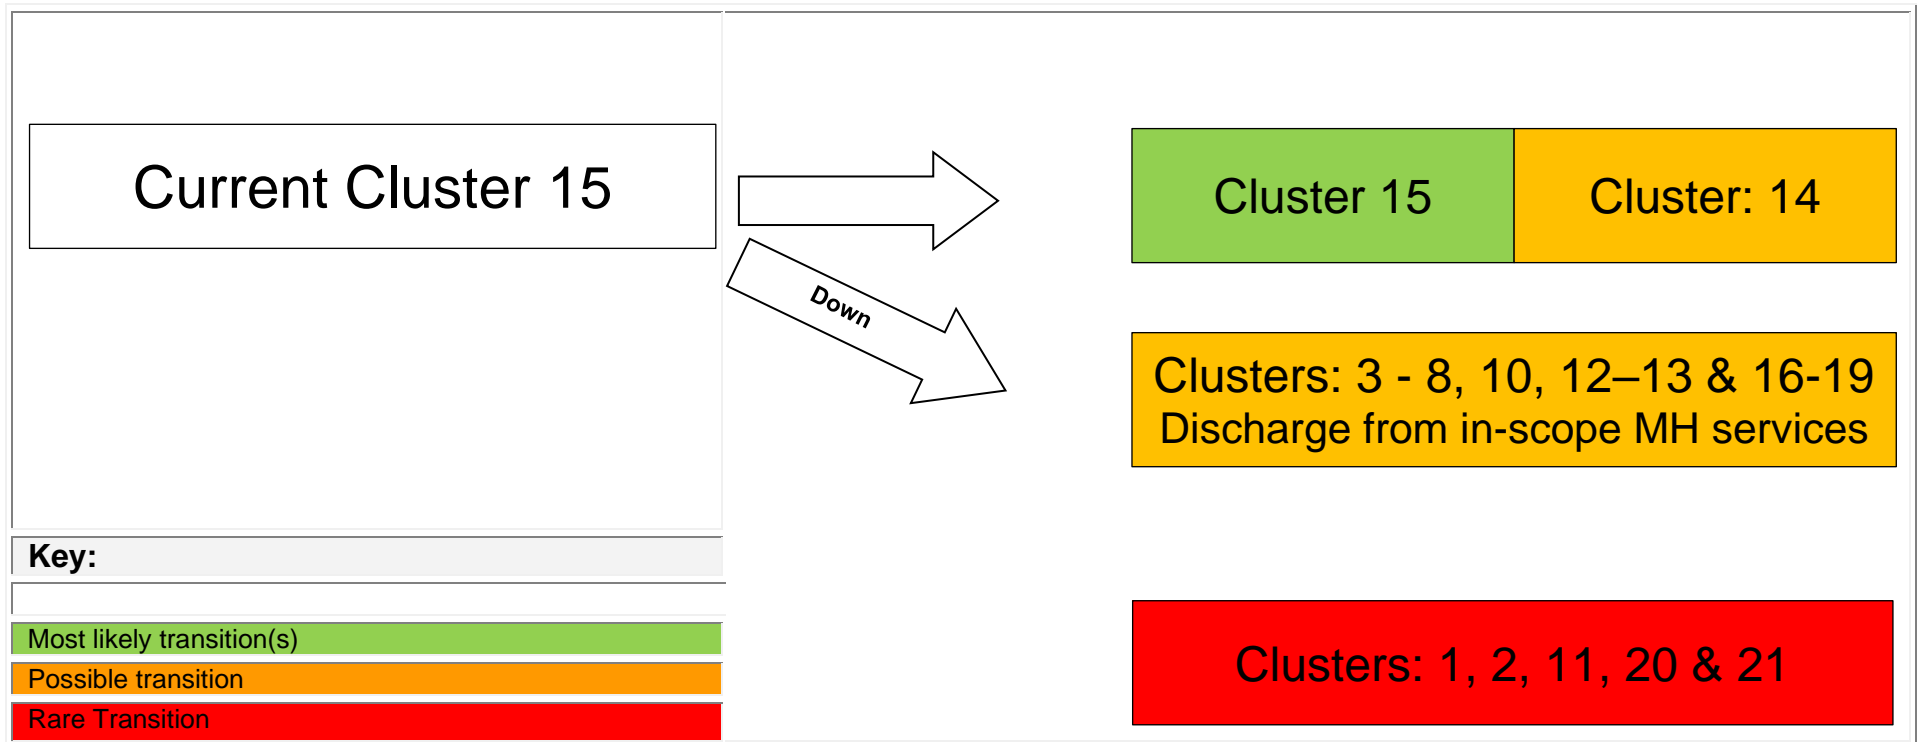 Current Cluster 15
Cluster 15
Cluster: 14
Down
Clusters: 3 - 8, 10, 12–13 & 16-19
Discharge from in-scope MH services
Key:
Most likely transition(s)
Possible transition
Rare Transition
Clusters: 1, 2, 11, 20 & 21